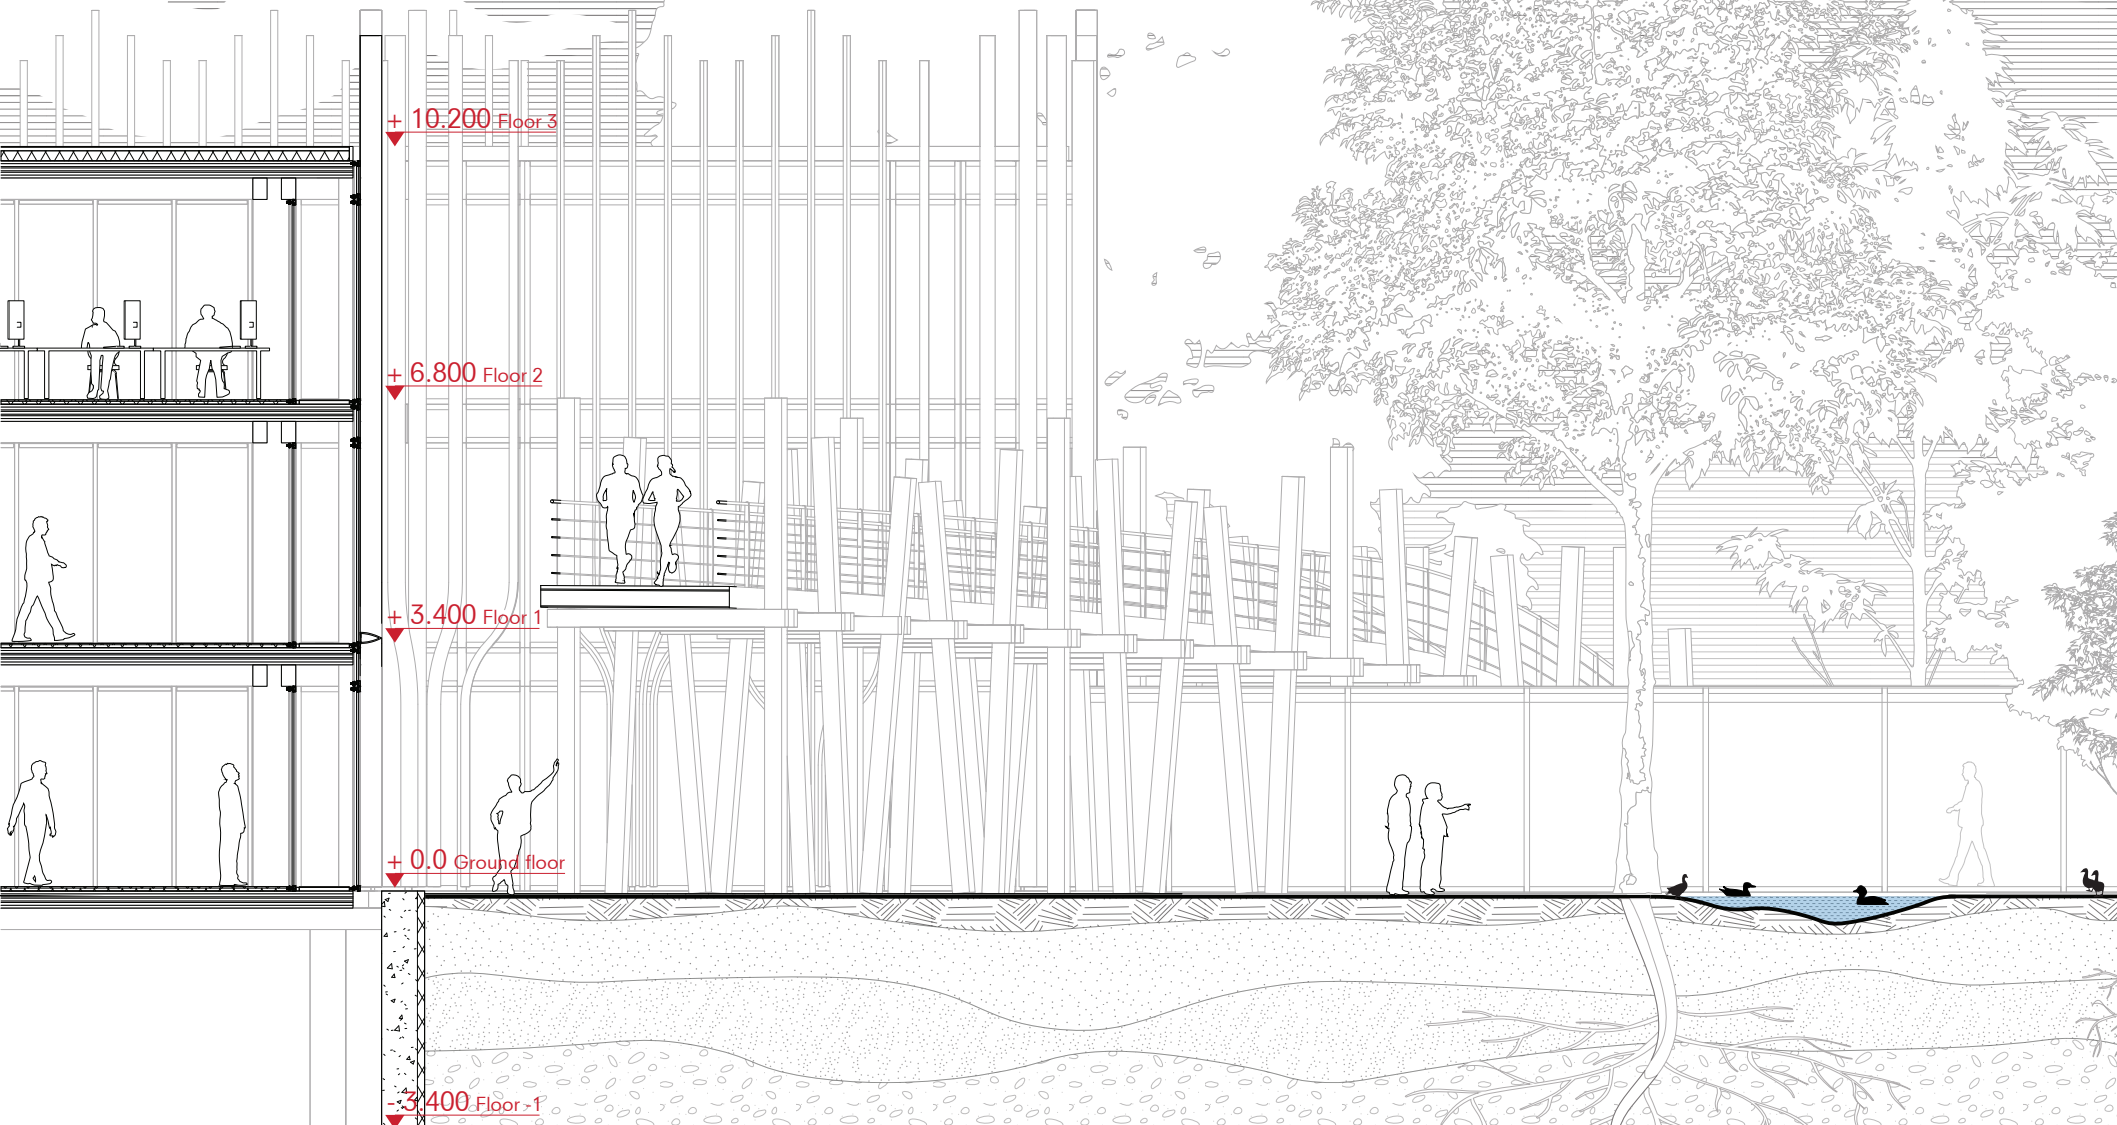 + 10.200 Floor 3
+ 6.800 Floor 2
+ 3.400 Floor 1
+ 0.0 Ground floor
- 3.400 Floor -1